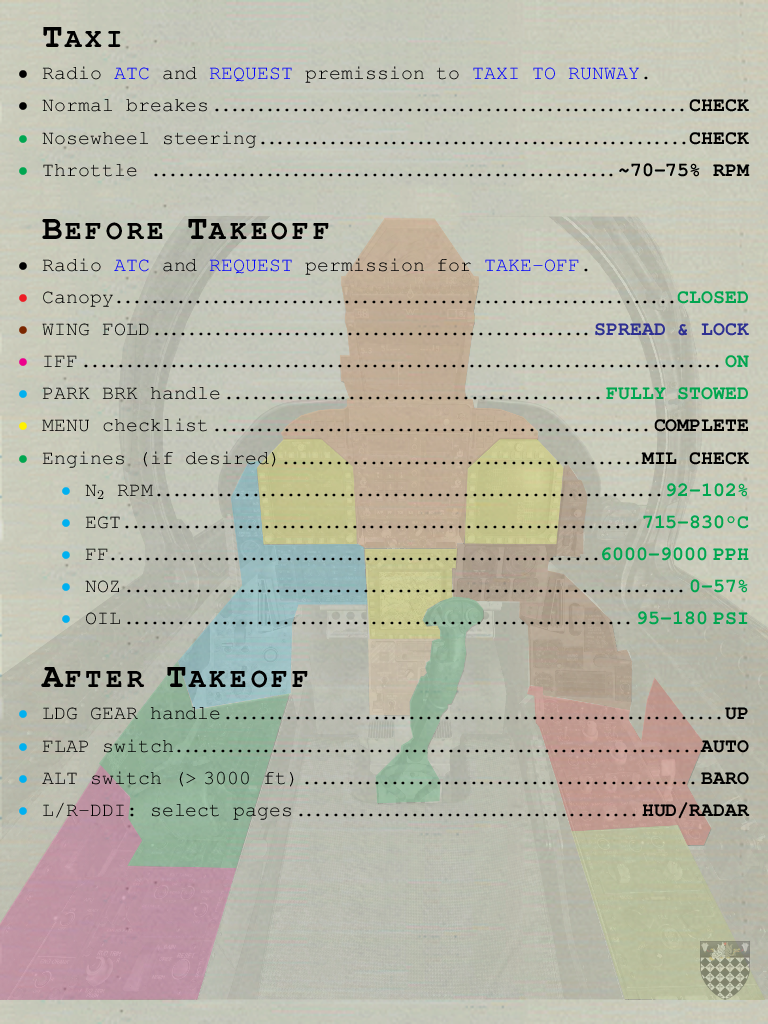 TAXI
• Radio ATC and REQUEST premission to TAXI TO RUNWAY.
• Normal breakes............................................CHECK
• Nosewheel steering........................................CHECK
• Throttle ...........................................~70–75% RPM
BEFORE TAKEOFF
• Radio ATC and REQUEST permission for TAKE-OFF.
• Canopy....................................................CLOSED
• WING FOLD.........................................SPREAD & LOCK
• IFF...........................................................ON
• PARK BRK handle...................................FULLY STOWED
• MENU checklist.........................................COMPLETE
• Engines (if desired).................................MIL CHECK
• N₂ RPM...............................................92–102%
• EGT................................................715–830°C
• FF.............................................6000–9000 PPH
• NOZ....................................................0–57%
• OIL...............................................95–180 PSI
AFTER TAKEOFF
• LDG GEAR handle..............................................UP
• FLAP switch................................................AUTO
• ALT switch (> 3000 ft).....................................BARO
• L/R-DDI: select pages................................HUD/RADAR